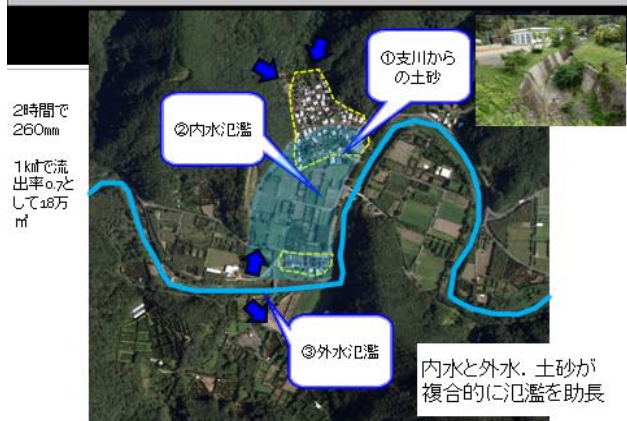 2時間で
260mm
1k㎡で流
出率0.7と
して18万
㎥
①支川から
の土砂
②内水氾濫
③外水氾濫
内水と外水．土砂が
複合的に氾濫を助長